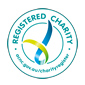 REGISTERED CHARITY
acnc.gov.au/charityregister